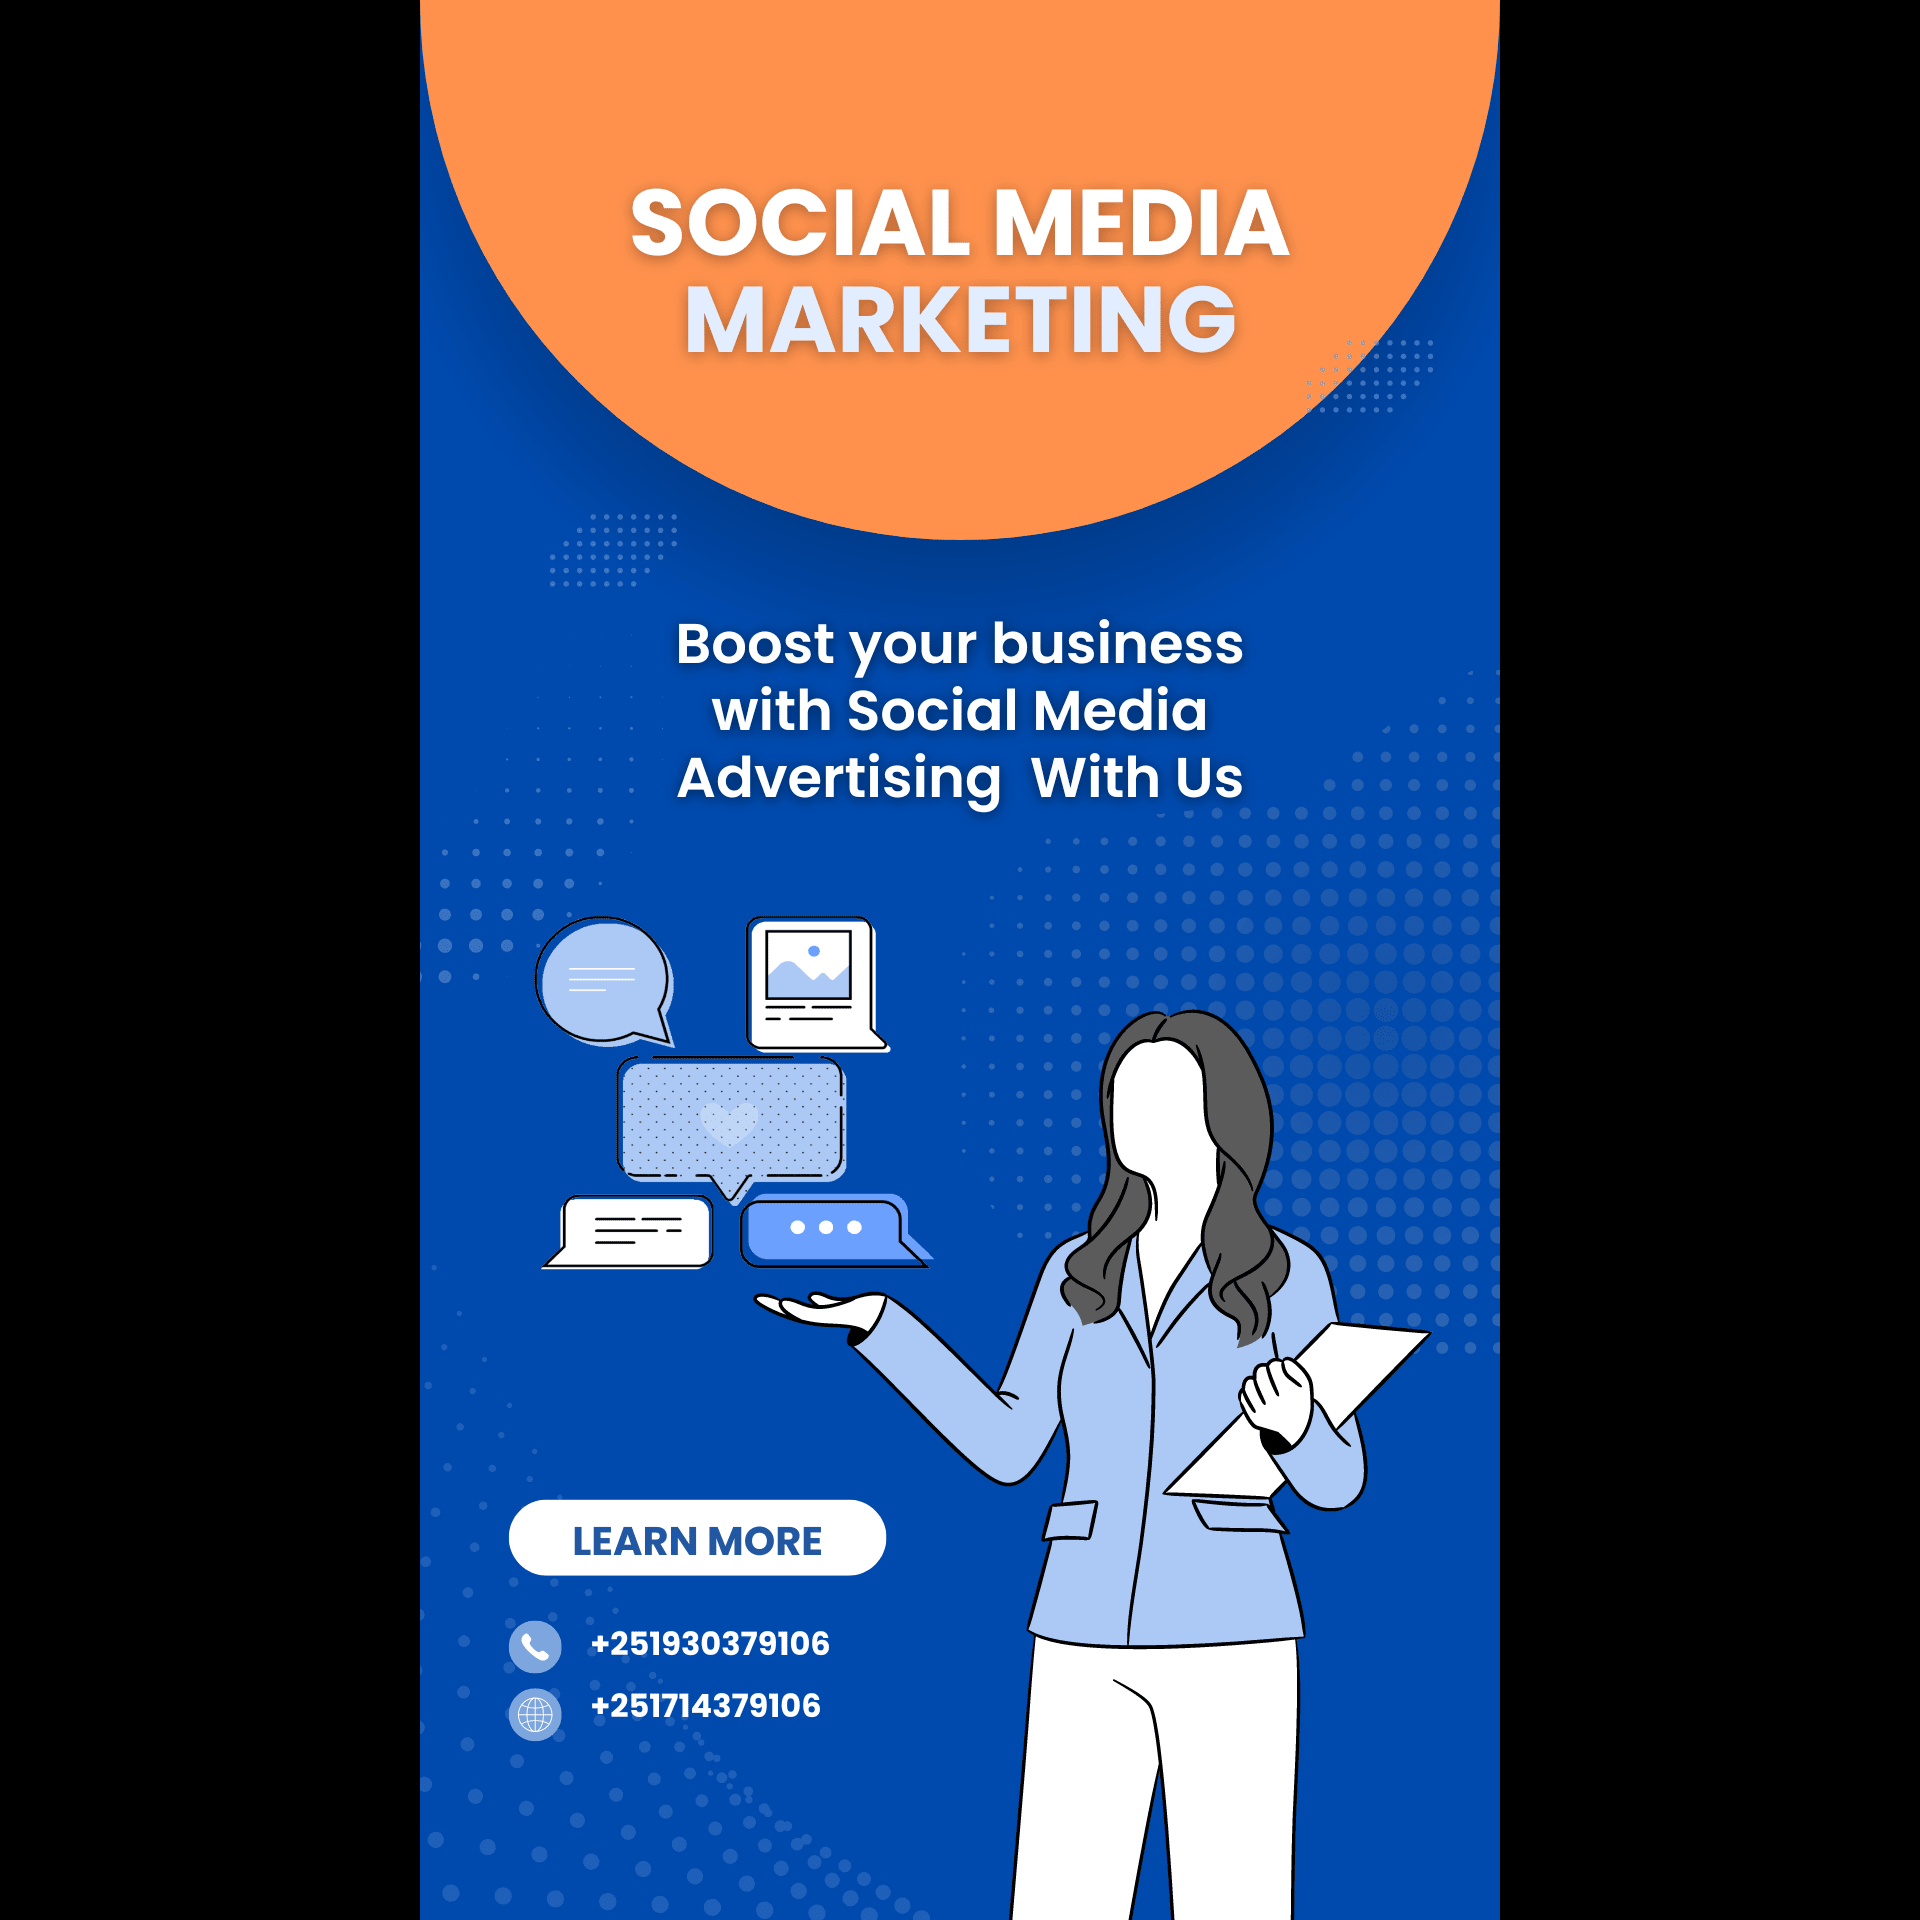 SOCIAL MEDIA
MARKETING
Boost your business
with Social Media
Advertising  With Us
LEARN MORE
+251930379106
+251714379106